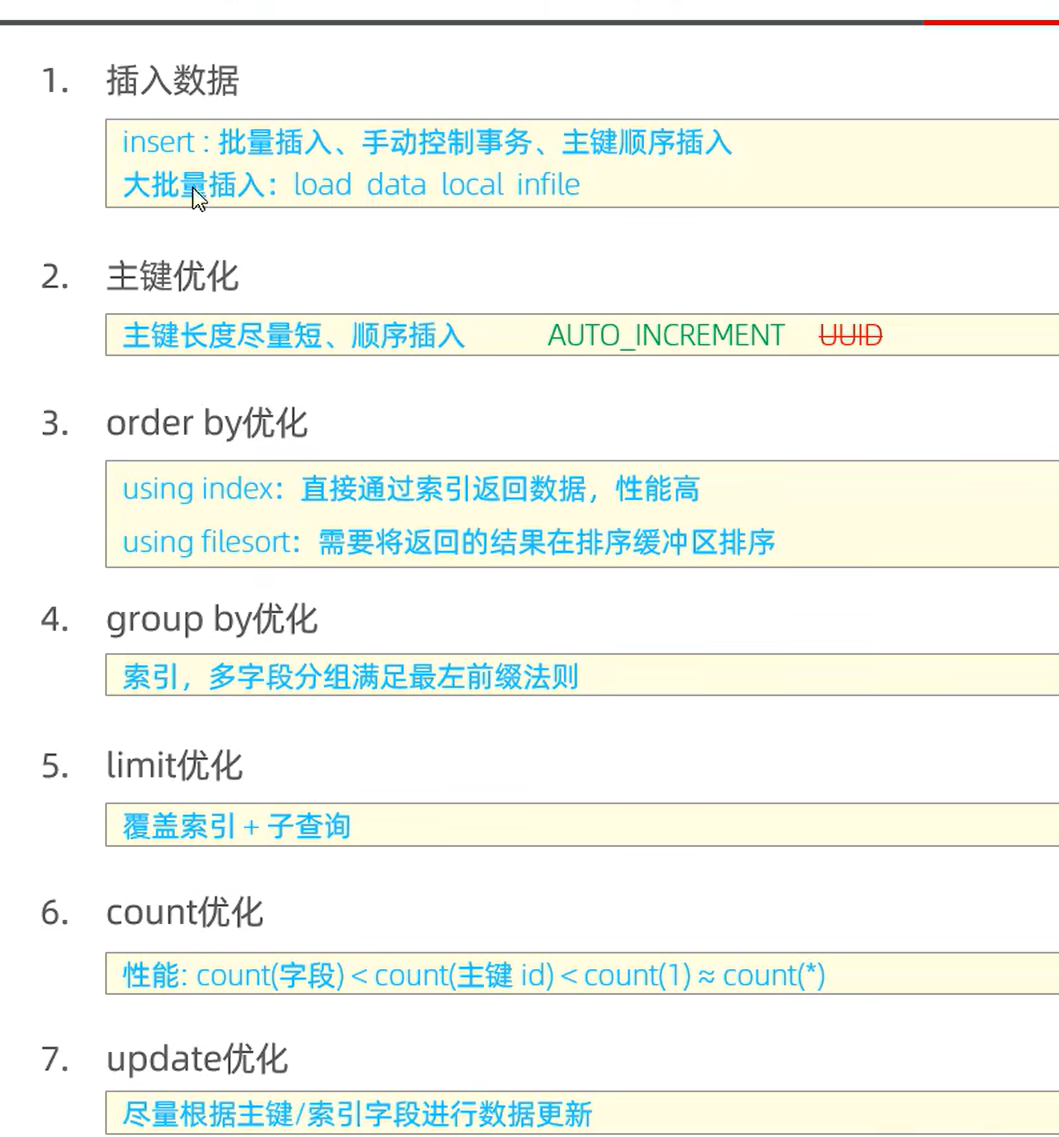 1. 插入数据
insert : 批量插入、手动控制事务、主键顺序插入
大批量插入：load data local infile
2. 主键优化
主键长度尽量短、顺序插入 AUTO_INCREMENT UUID
3. order by优化
using index：直接通过索引返回数据，性能高
using filesort：需要将返回的结果在排序缓冲区排序
4. group by优化
索引，多字段分组满足最左前缀法则
5. limit优化
覆盖索引 + 子查询
6. count优化
性能: count(字段) < count(主键 id) < count(1) ≈ count(*)
7. update优化
尽量根据主键/索引字段进行数据更新